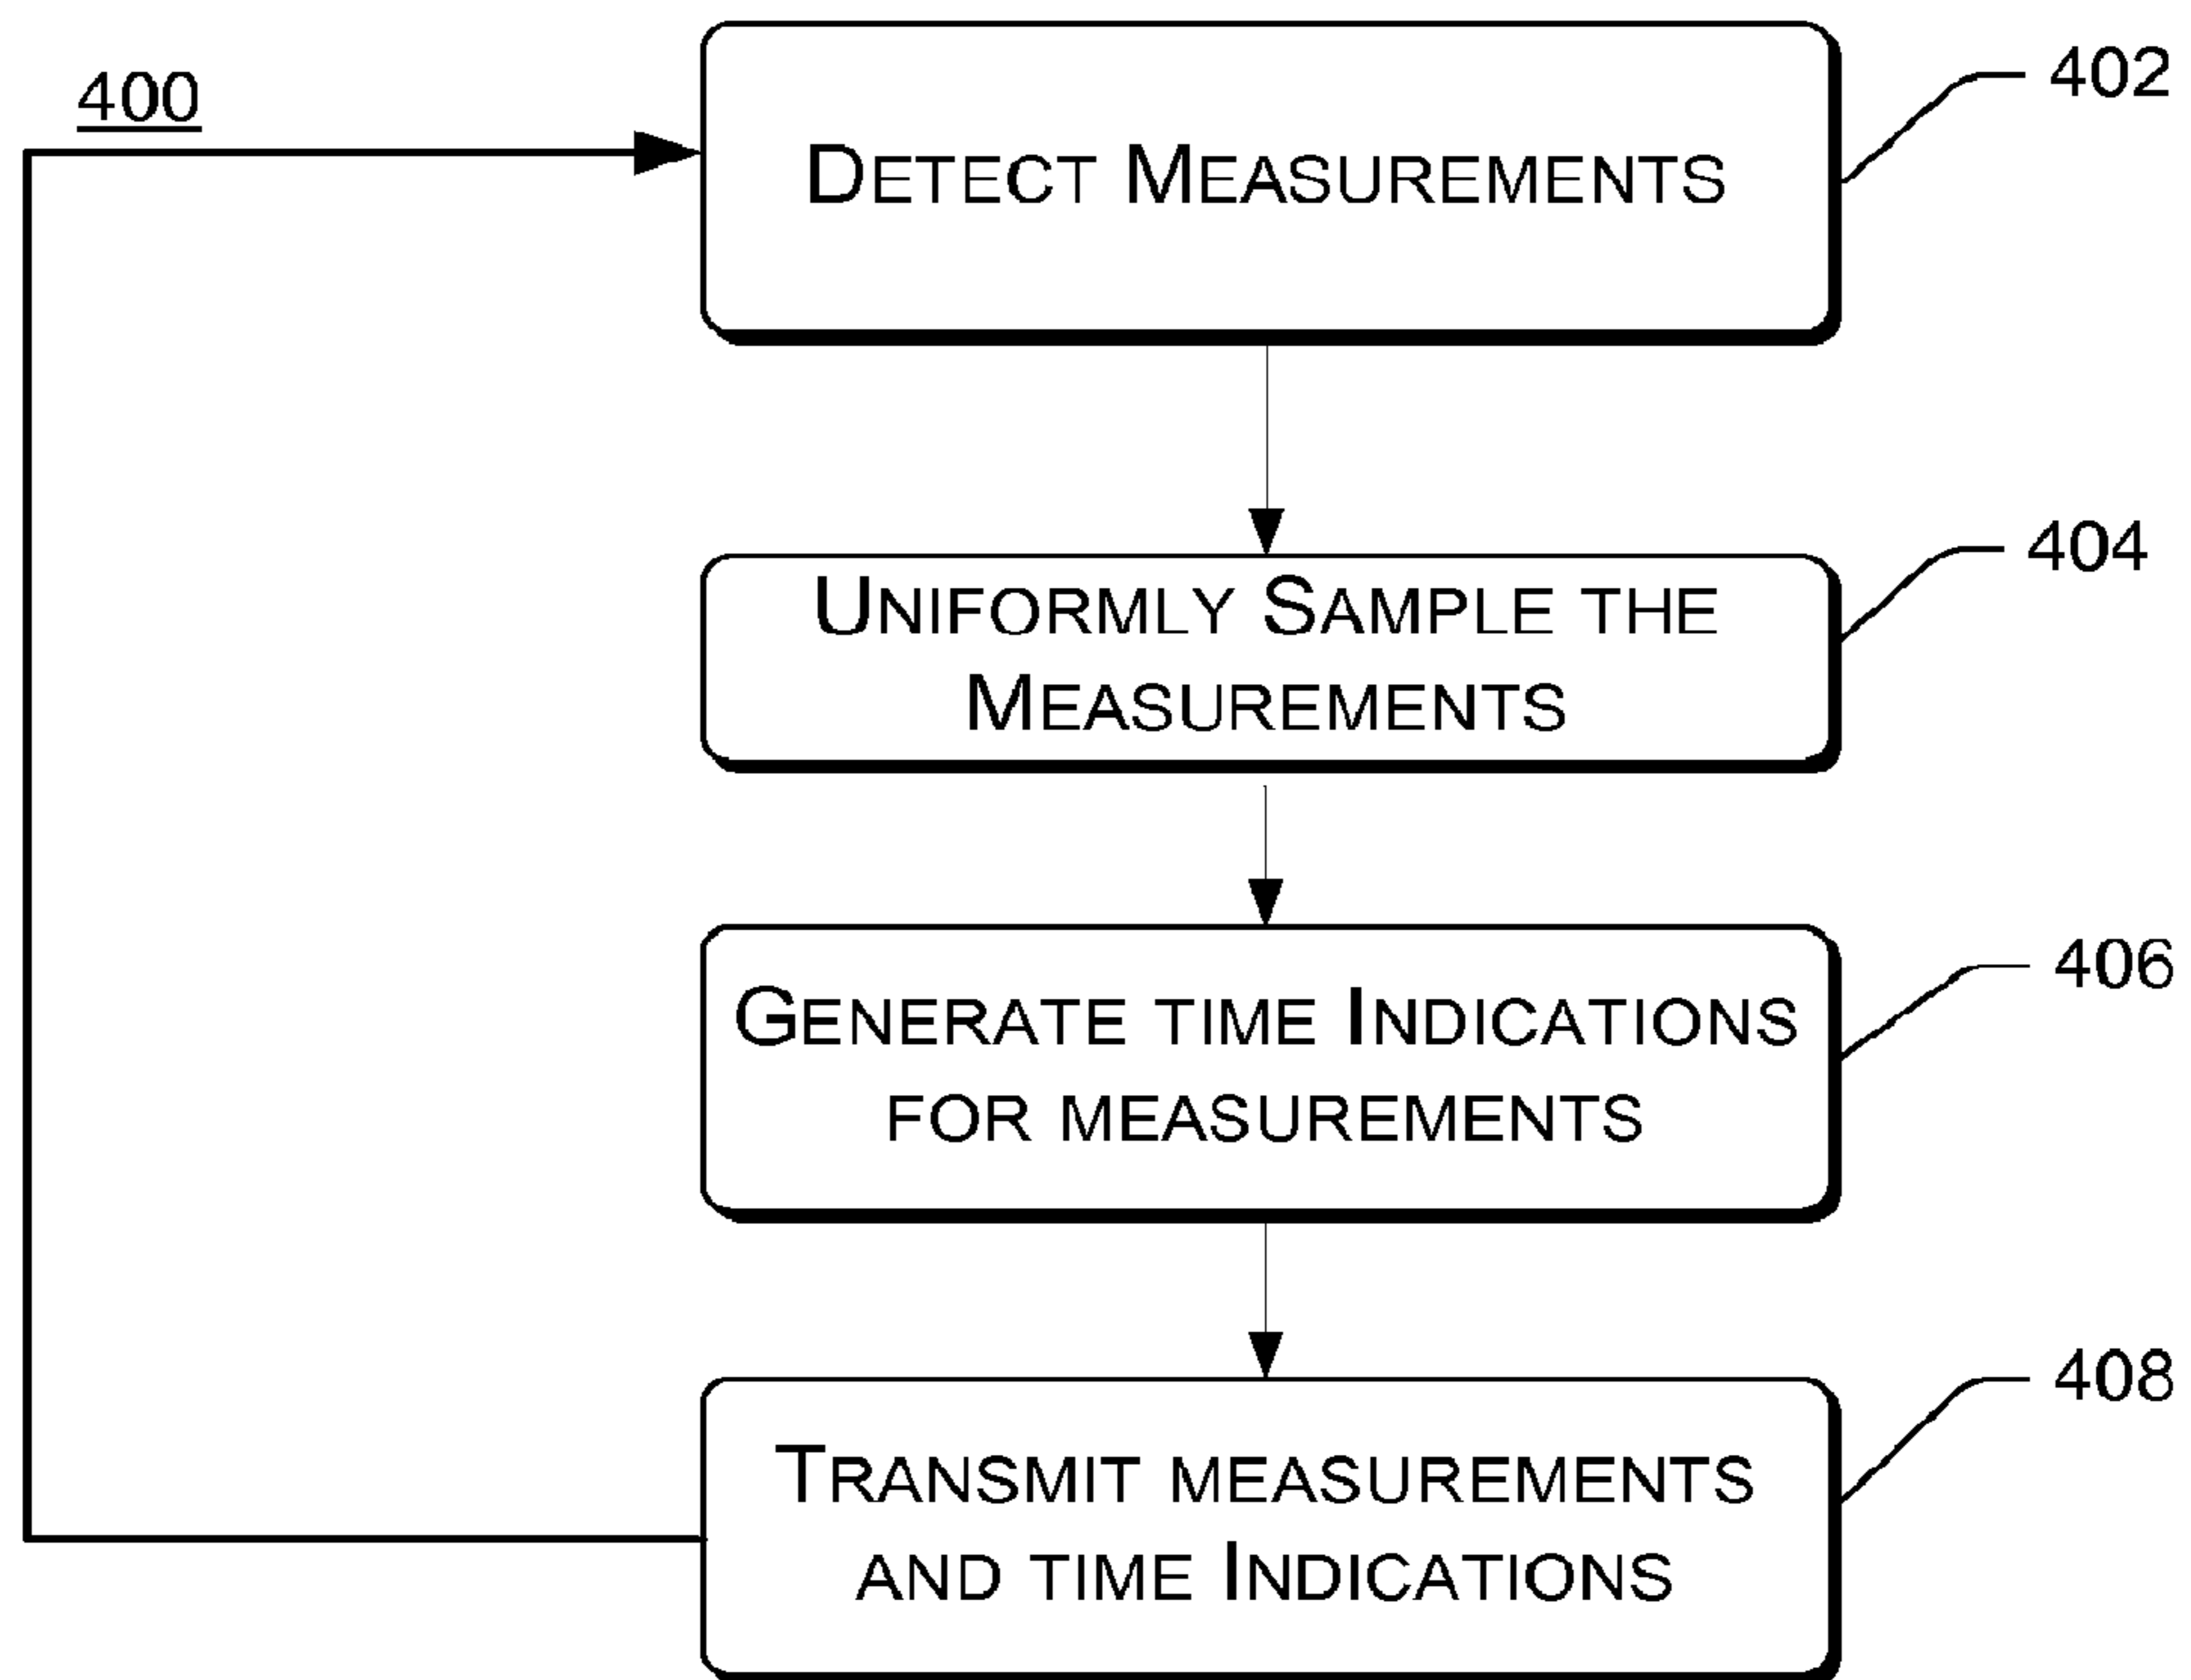 400
DETECT MEASUREMENTS
402
UNIFORMLY SAMPLE THE
MEASUREMENTS
404
GENERATE TIME INDICATIONS
FOR MEASUREMENTS
406
TRANSMIT MEASUREMENTS
AND TIME INDICATIONS
408